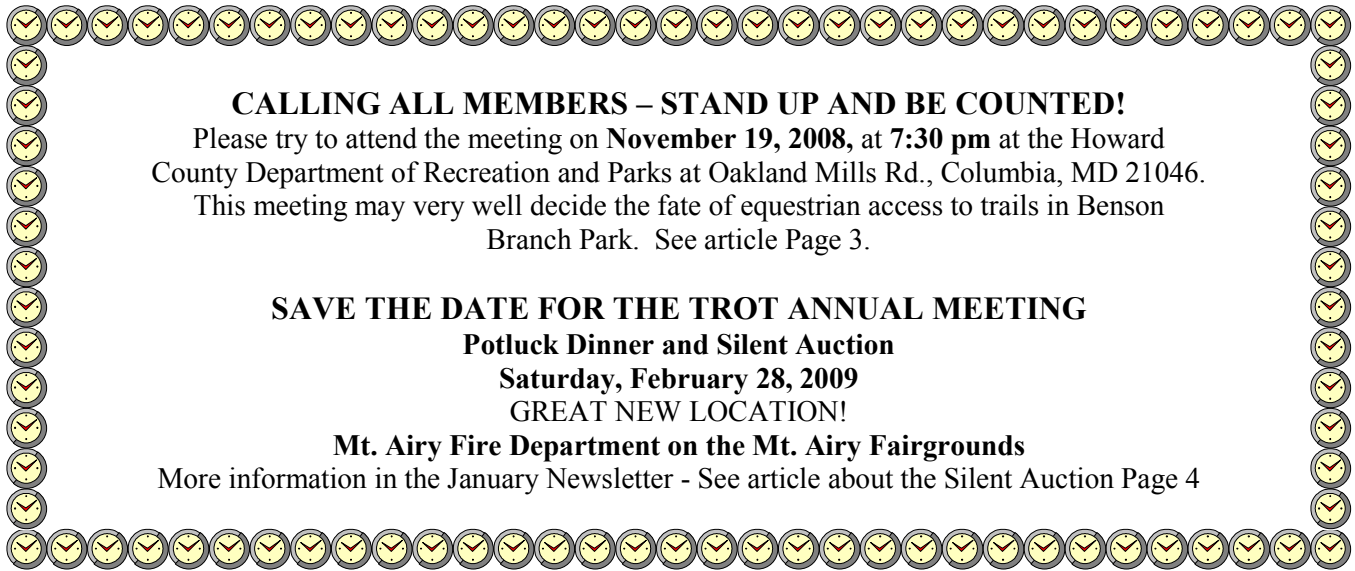 CALLING ALL MEMBERS – STAND UP AND BE COUNTED!
Please try to attend the meeting on November 19, 2008, at 7:30 pm at the Howard
County Department of Recreation and Parks at Oakland Mills Rd., Columbia, MD 21046.
This meeting may very well decide the fate of equestrian access to trails in Benson
Branch Park.  See article Page 3.
SAVE THE DATE FOR THE TROT ANNUAL MEETING
Potluck Dinner and Silent Auction
Saturday, February 28, 2009
GREAT NEW LOCATION!
Mt. Airy Fire Department on the Mt. Airy Fairgrounds
More information in the January Newsletter - See article about the Silent Auction Page 4